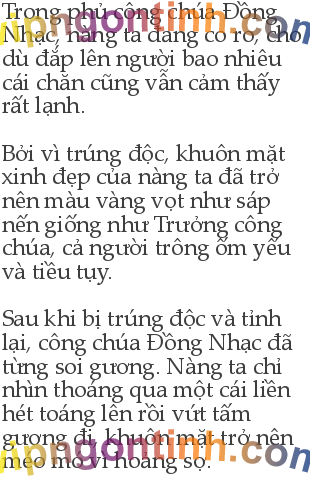 Trong phủ công chúa Đồng
Nhạc, nàng ta đang co ro, cho
dù đắp lên người bao nhiêu
cái chăn cũng vẫn cảm thấy
rất lạnh.
Bởi vì trúng độc, khuôn mặt
xinh đẹp của nàng ta đã trở
nên màu vàng vọt như sáp
nến giống như Trưởng công
chúa, cả người trông ốm yếu
và tiều tụy.
Sau khi bị trúng độc và tỉnh
lại, công chúa Đồng Nhạc đã
từng soi gương. Nàng ta chỉ
nhìn thoáng qua một cái liền
hét toáng lên rồi vứt tấm
gương đi, khuôn mặt trở nên
méo mó vì hoảng sợ.